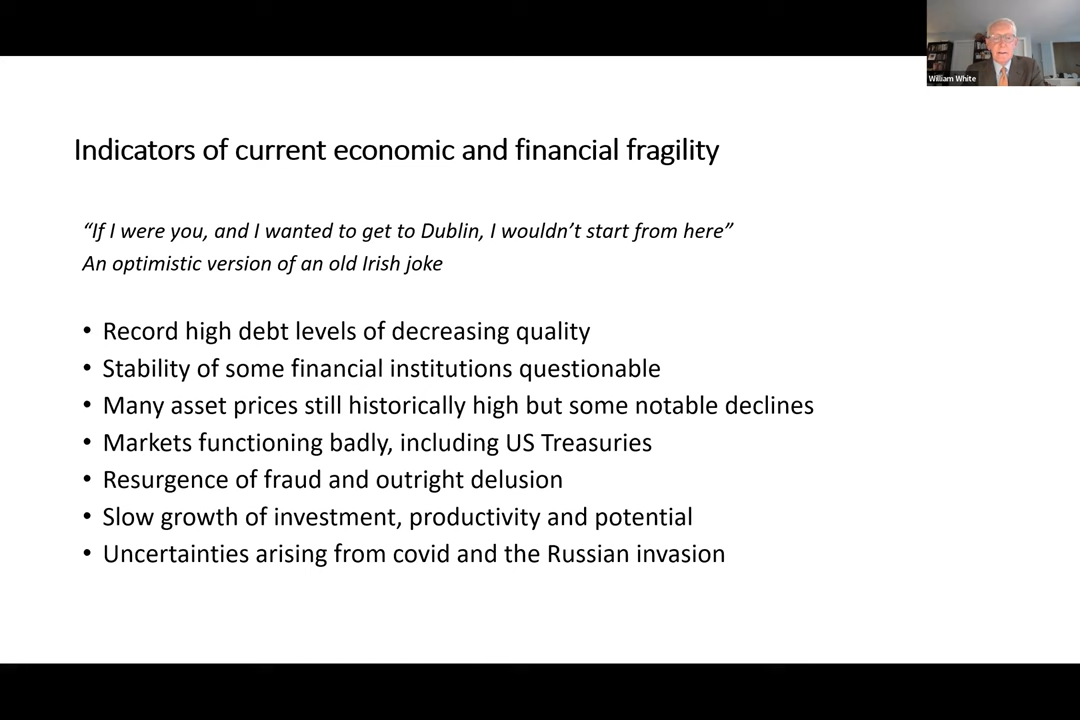 William White
Indicators of current economic and financial fragility
“If I were you, and I wanted to get to Dublin, I wouldn’t start from here”
An optimistic version of an old Irish joke
• Record high debt levels of decreasing quality
• Stability of some financial institutions questionable
• Many asset prices still historically high but some notable declines
• Markets functioning badly, including US Treasuries
• Resurgence of fraud and outright delusion
• Slow growth of investment, productivity and potential
• Uncertainties arising from covid and the Russian invasion